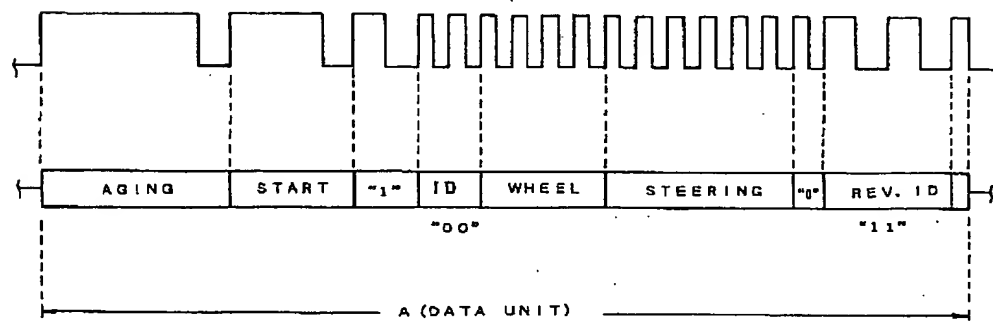 AGING START "1" ID WHEEL STEERING "0" REV. ID
"00" "11"
A (DATA UNIT)